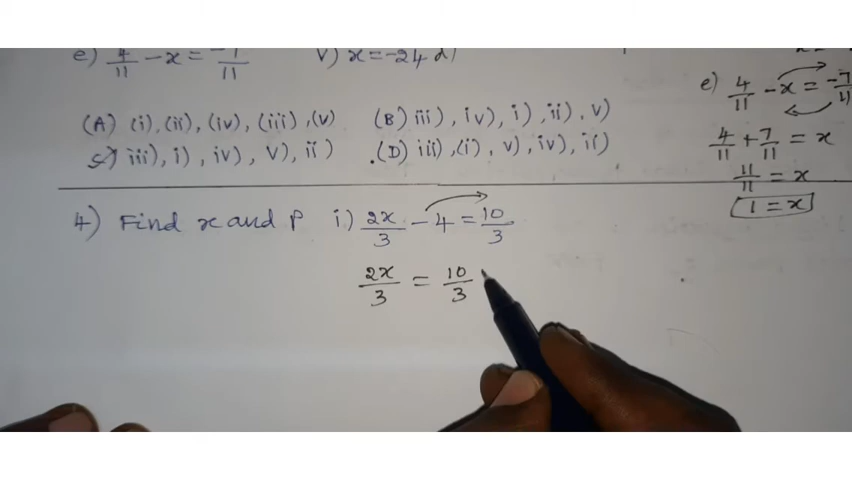 e) 4/11 - x = -7/11   v) x = -24
(A) (i), (ii), (iv), (iii), (v)   (B) iii), iv), i), ii), v)
iii), i), iv), v), ii)   (D) iii), (i), v), iv), ii)
4) Find x and P   i) 2x/3 - 4 = 10/3
2x/3 = 10/3
e) 4/11 - x = -7/11
4/11 + 7/11 = x
11/11 = x
1 = x